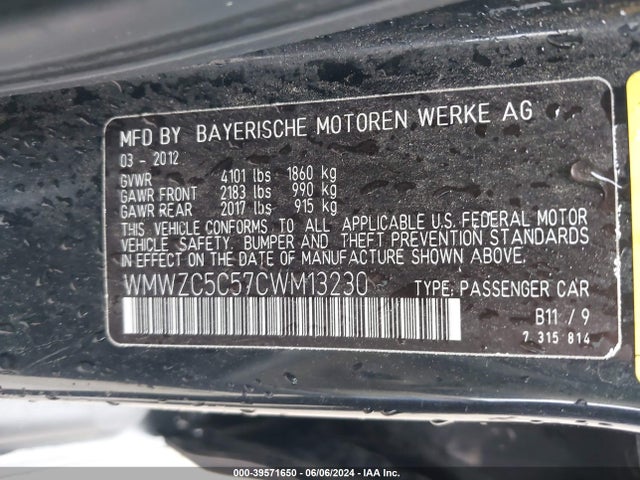 MFD BY BAYERISCHE MOTOREN WERKE AG
03 - 2012
GVWR 4101 lbs 1860 kg
GAWR FRONT 2183 lbs 990 kg
GAWR REAR 2017 lbs 915 kg
THIS VEHICLE CONFORMS TO ALL APPLICABLE U.S. FEDERAL MOTOR
VEHICLE SAFETY, BUMPER AND THEFT PREVENTION STANDARDS
IN EFFECT ON THE DATE OF MANUFACTURE SHOWN ABOVE.
WMWZC5C57CWM13230 TYPE: PASSENGER CAR
B11 / 9
7 315 814
000-39571650 - 06/06/2024 - IAA Inc.